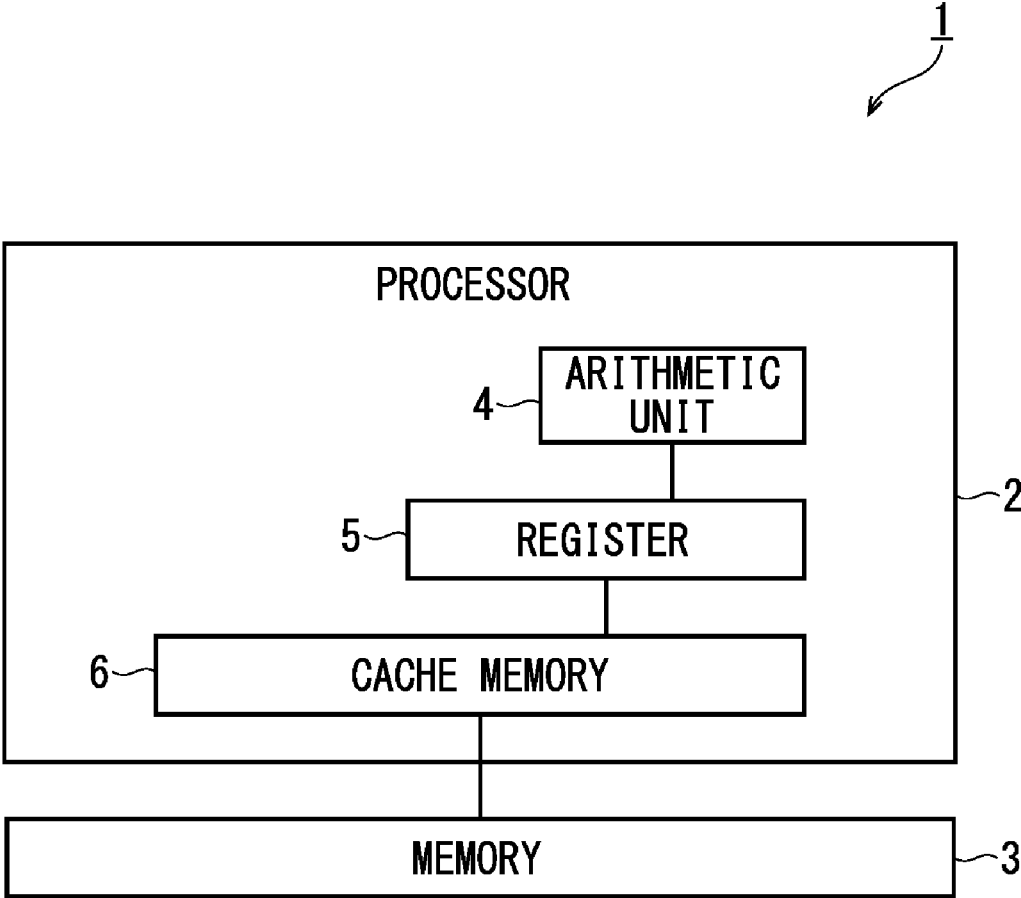 1
PROCESSOR
ARITHMETIC
UNIT
4
2
REGISTER
5
CACHE MEMORY
6
MEMORY
3